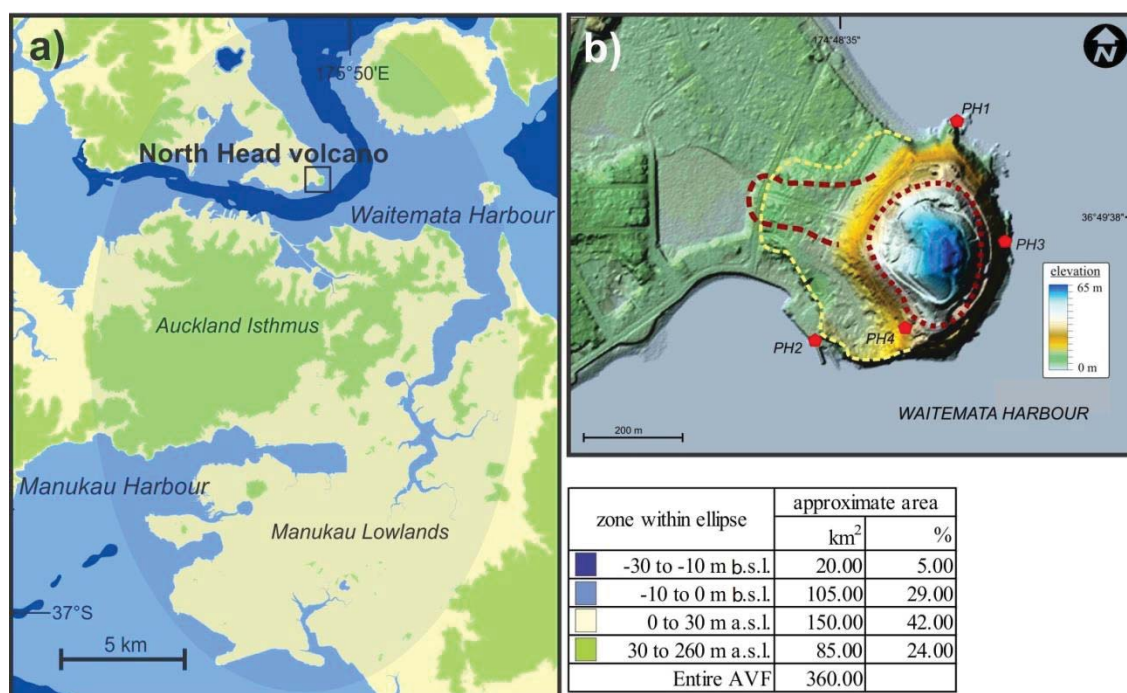 a)
175°50'E
North Head volcano
Waitemata Harbour
Auckland Isthmus
Manukau Harbour
Manukau Lowlands
37°S
5 km
b)
174°48'35"
N
PH1
36°49'38"
PH3
elevation
65 m
0 m
PH4
PH2
200 m
WAITEMATA HARBOUR
zone within ellipse approximate area
km² %
-30 to -10 m b.s.l. 20.00 5.00
-10 to 0 m b.s.l. 105.00 29.00
0 to 30 m a.s.l. 150.00 42.00
30 to 260 m a.s.l. 85.00 24.00
Entire AVF 360.00